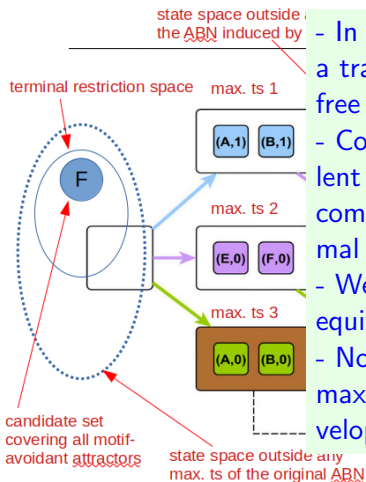 state space outside
the ABN induced by
terminal restriction space
max. ts 1
(A,1) (B,1)
F
max. ts 2
(E,0) (F,0)
max. ts 3
(A,0) (B,0)
candidate set
covering all motif-
avoidant attractors
state space outside any
max. ts of the original ABN
- In
a tra
free
- Co
lent
com
mal
- We
equi
- No
max
velop